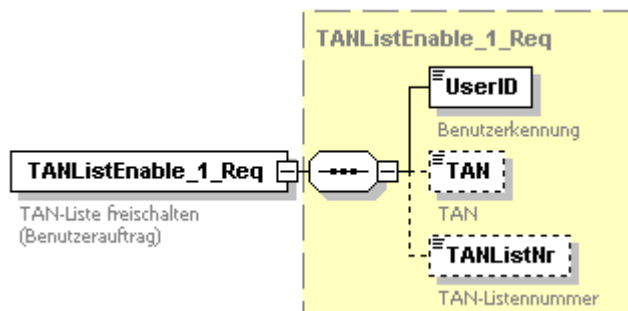 TANListEnable_1_Req
UserID
Benutzerkennung
TANListEnable_1_Req
TAN-Liste freischalten
(Benutzerauftrag)
TAN
TAN
TANListNr
TAN-Listennummer